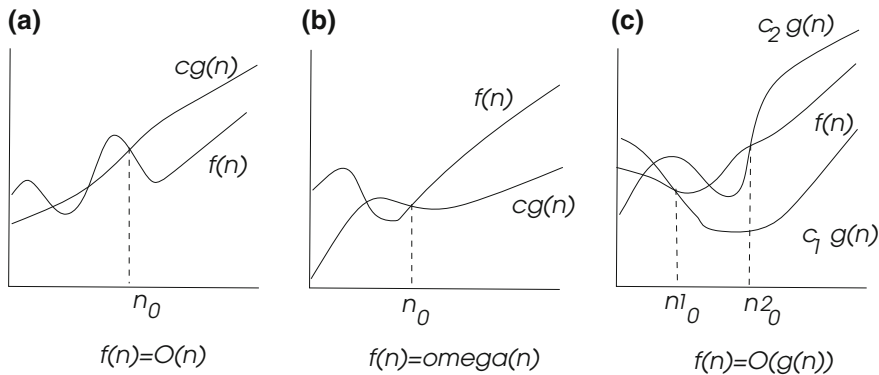 (a)
cg(n)
f(n)
n0
f(n)=O(n)
(b)
f(n)
cg(n)
n0
f(n)=omega(n)
(c)
c2 g(n)
f(n)
c1 g(n)
n10 n20
f(n)=O(g(n))